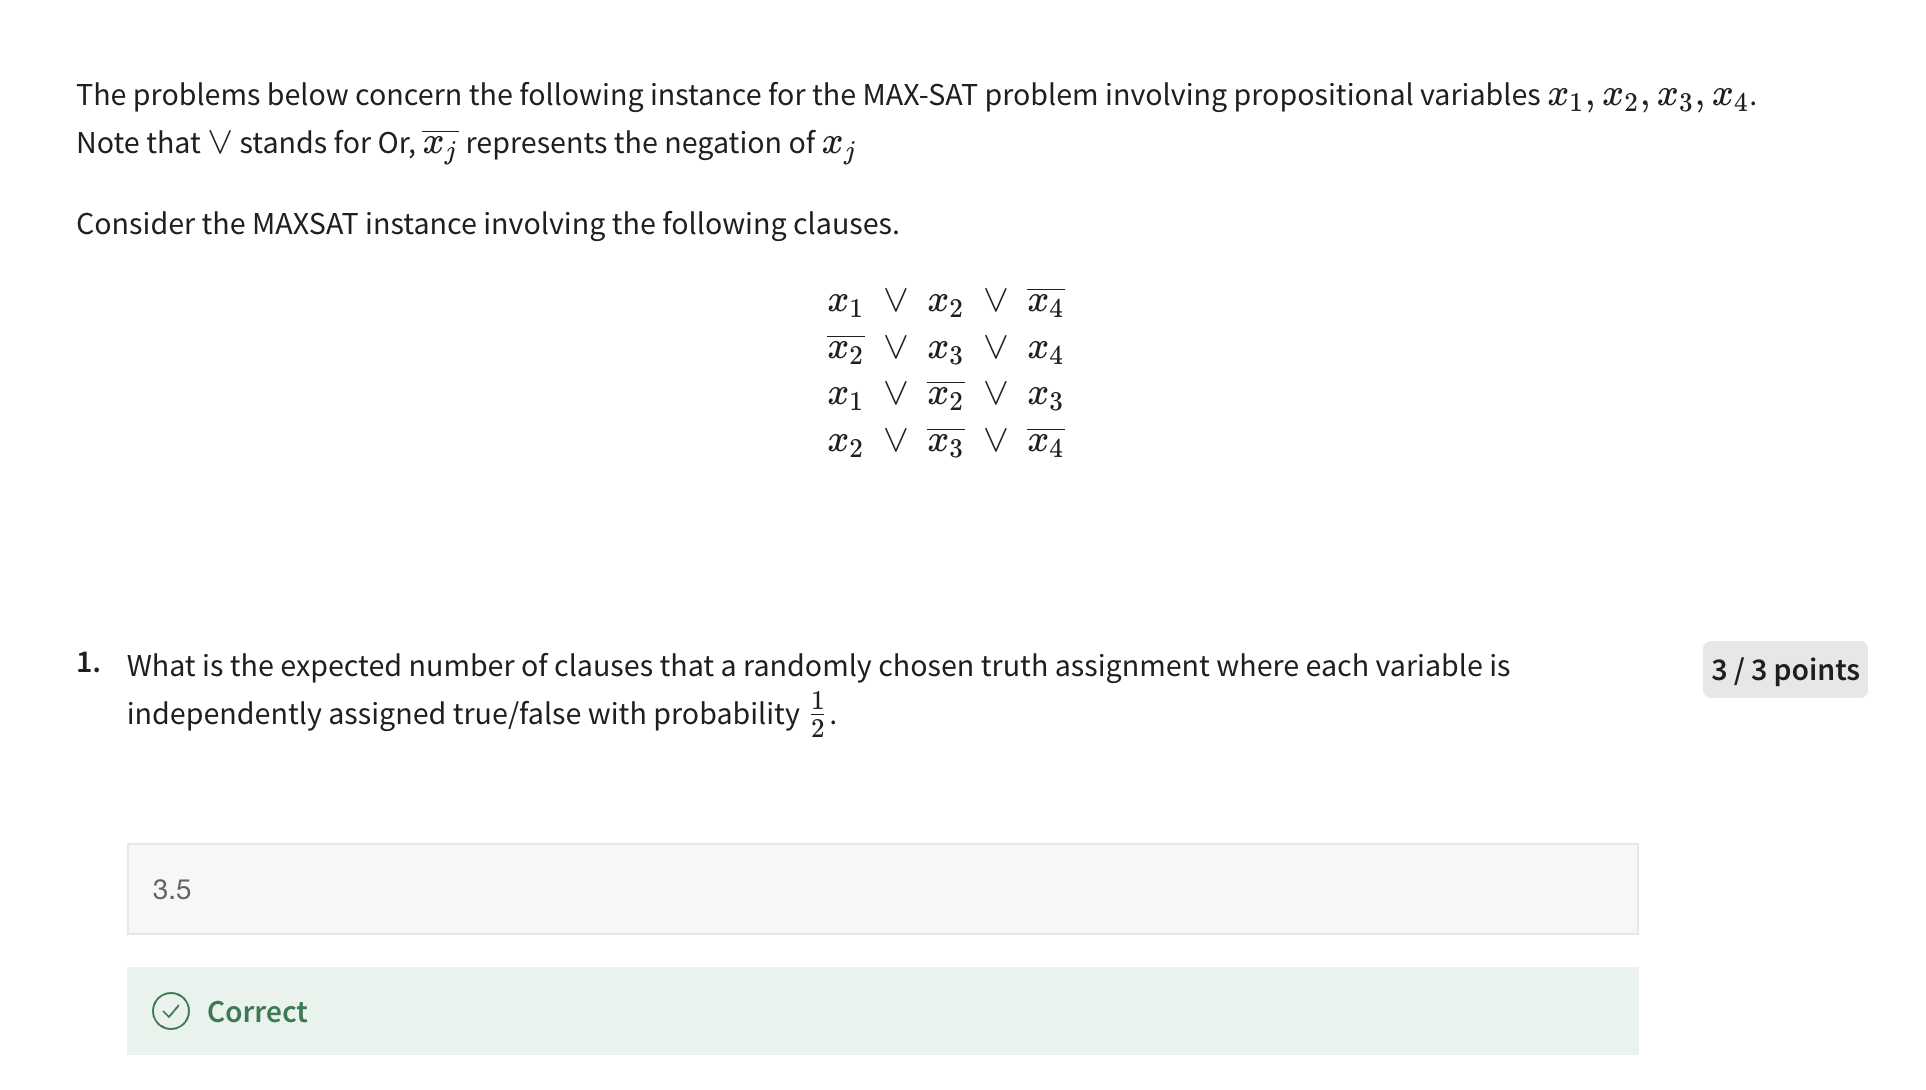 The problems below concern the following instance for the MAX-SAT problem involving propositional variables $x_1, x_2, x_3, x_4$.
Note that $\vee$ stands for Or, $\overline{x_j}$ represents the negation of $x_j$
Consider the MAXSAT instance involving the following clauses.
$x_1 \vee x_2 \vee \overline{x_4}$
$\overline{x_2} \vee x_3 \vee x_4$
$x_1 \vee \overline{x_2} \vee x_3$
$x_2 \vee \overline{x_3} \vee \overline{x_4}$
1. What is the expected number of clauses that a randomly chosen truth assignment where each variable is
3 / 3 points
independently assigned true/false with probability $\frac{1}{2}$.
3.5
Correct